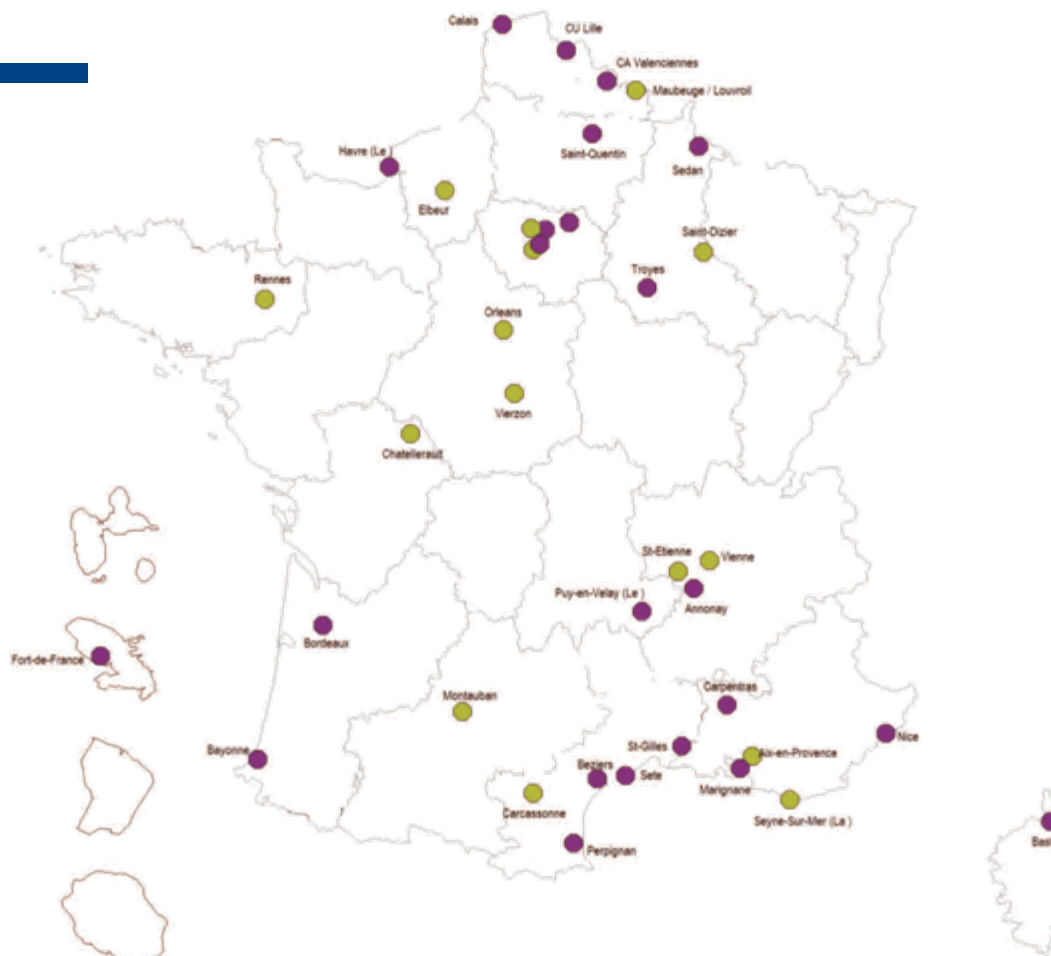 Calais
CU Lille
CA Valenciennes
Maubeuge / Louvroil
Havre (Le )
Saint-Quentin
Sedan
Elbeuf
Saint-Dizier
Rennes
Troyes
Orleans
Vierzon
Chatellerault
St-Etienne
Vienne
Puy-en-Velay (Le )
Annonay
Bordeaux
Fort-de-France
Montauban
Carpentras
Bayonne
St-Gilles
Nice
Aix-en-Provence
Beziers
Sete
Marignane
Carcassonne
Seyne-Sur-Mer (La )
Perpignan
Bast